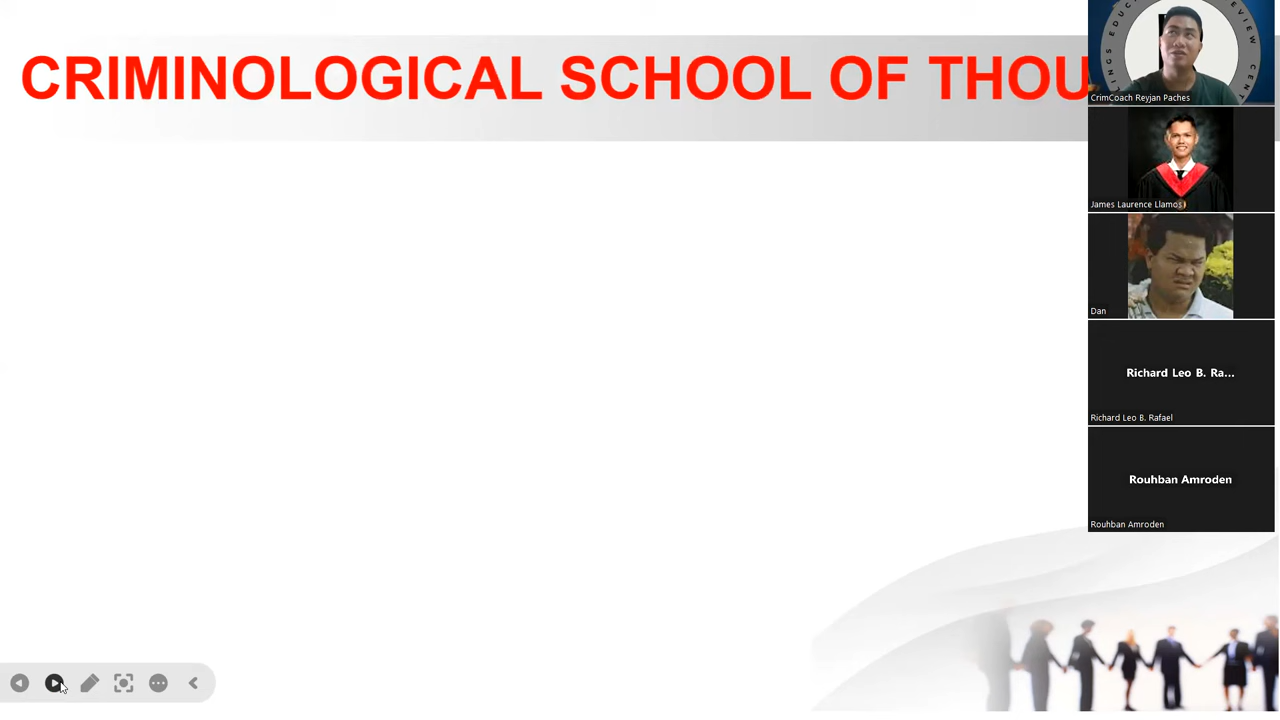 CRIMINOLOGICAL SCHOOL OF THOU
CrimCoach Reyjan Paches
James Laurence Llamos
Dan
Richard Leo B. Ra...
Richard Leo B. Rafael
Rouhban Amroden
Rouhban Amroden